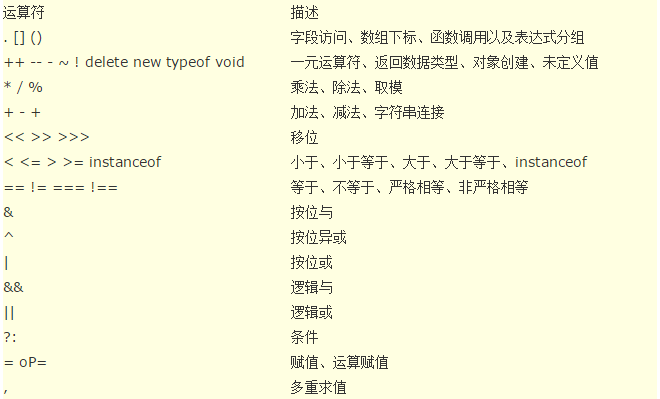 运算符 描述
. [] () 字段访问、数组下标、函数调用以及表达式分组
++ -- - ~ ! delete new typeof void 一元运算符、返回数据类型、对象创建、未定义值
* / % 乘法、除法、取模
+ - + 加法、减法、字符串连接
<< >> >>> 移位
< <= > >= instanceof 小于、小于等于、大于、大于等于、instanceof
== != === !== 等于、不等于、严格相等、非严格相等
& 按位与
^ 按位异或
| 按位或
&& 逻辑与
|| 逻辑或
?: 条件
= oP= 赋值、运算赋值
, 多重求值